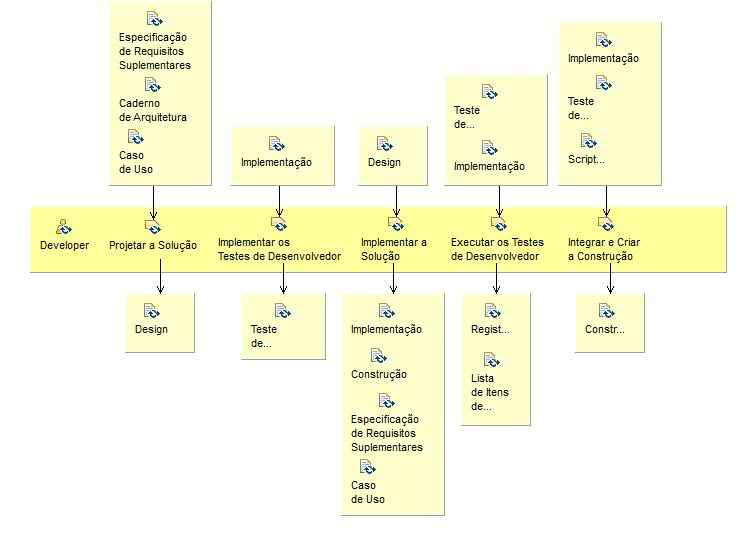 Especificação
de Requisitos
Suplementares
Caderno
de Arquitetura
Caso
de Uso
Implementação
Design
Teste
de...
Implementação
Implementação
Teste
de...
Script...
Developer
Projetar a Solução
Implementar os
Testes de Desenvolvedor
Implementar a
Solução
Executar os Testes
de Desenvolvedor
Integrar e Criar
a Construção
Design
Teste
de...
Implementação
Construção
Especificação
de Requisitos
Suplementares
Caso
de Uso
Regist...
Lista
de Itens
de...
Constr...